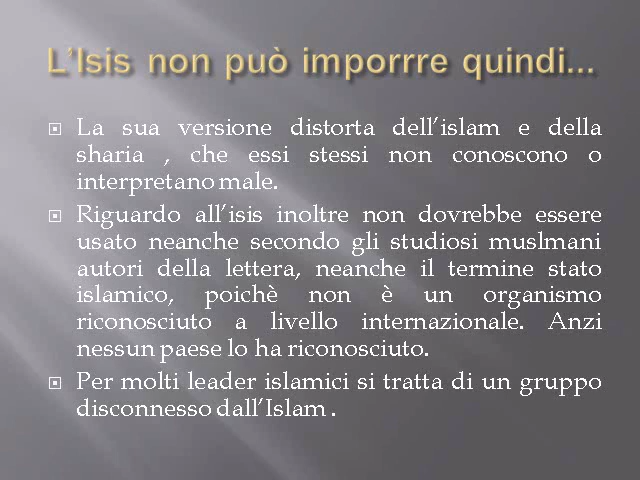 L'Isis non può imporrre quindi...
La sua versione distorta dell'islam e della
sharia , che essi stessi non conoscono o
interpretano male.
Riguardo all'isis inoltre non dovrebbe essere
usato neanche secondo gli studiosi muslmani
autori della lettera, neanche il termine stato
islamico, poichè non è un organismo
riconosciuto a livello internazionale. Anzi
nessun paese lo ha riconosciuto.
Per molti leader islamici si tratta di un gruppo
disconnesso dall'Islam .